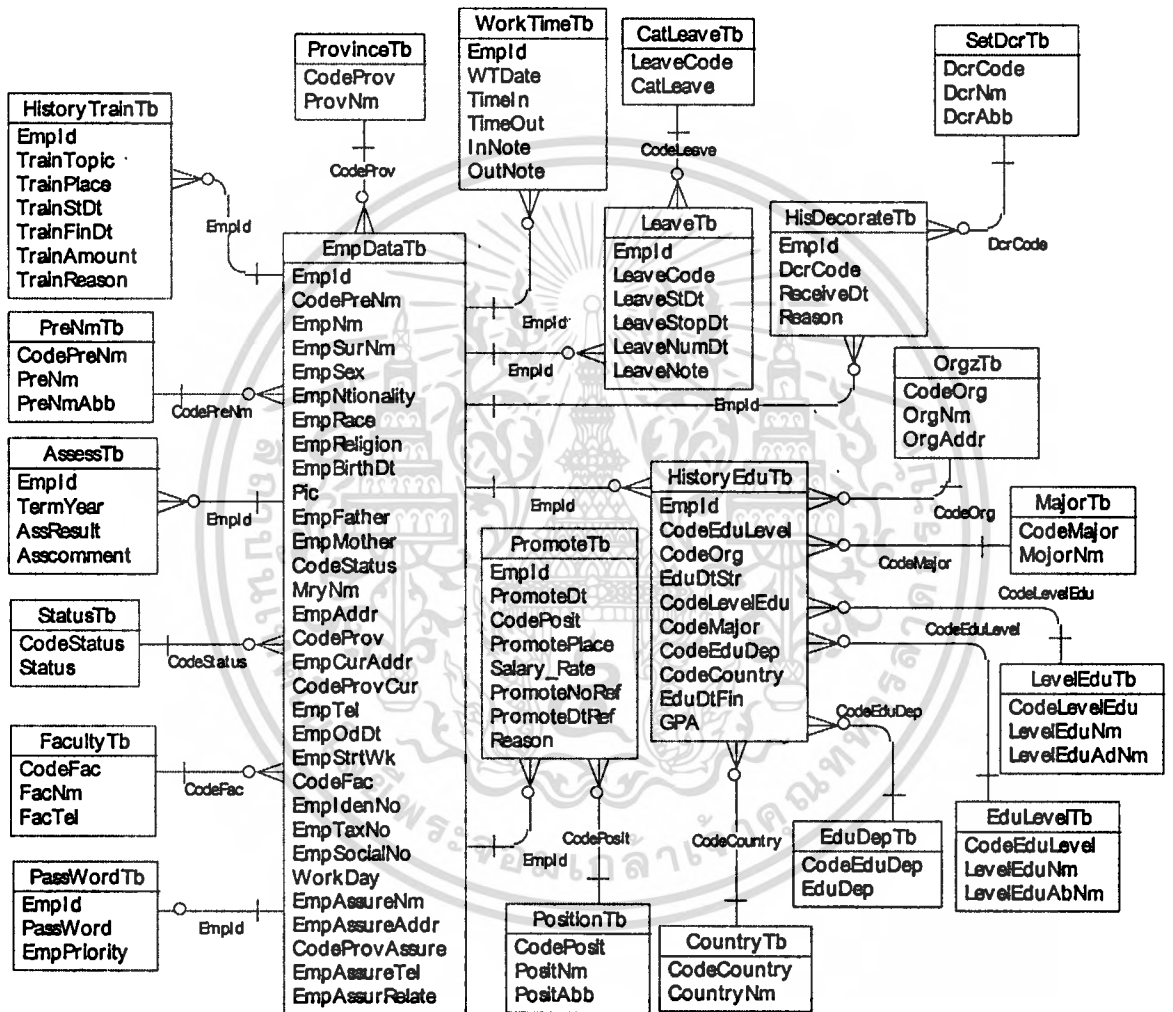 ProvinceTb
CodeProv
ProvNm
WorkTimeTb
EmpId
WTDate
TimeIn
TimeOut
InNote
OutNote
CatLeaveTb
LeaveCode
CatLeave
SetDcrTb
DcrCode
DcrNm
DcrAbb
HistoryTrainTb
EmpId
TrainTopic
TrainPlace
TrainStDt
TrainFinDt
TrainAmount
TrainReason
CodeProv
CodeLeave
EmpId
DcrCode
EmpDataTb
EmpId
CodePreNm
EmpNm
EmpSurNm
EmpSex
EmpNtionality
EmpRace
EmpReligion
EmpBirthDt
Pic
EmpFather
EmpMother
CodeStatus
MryNm
EmpAddr
CodeProv
EmpCurAddr
CodeProvCur
EmpTel
EmpOdDt
EmpStrtWk
CodeFac
EmpIdenNo
EmpTaxNo
EmpSocialNo
WorkDay
EmpAssureNm
EmpAssureAddr
CodeProvAssure
EmpAssureTel
EmpAssurRelate
LeaveTb
EmpId
LeaveCode
LeaveStDt
LeaveStopDt
LeaveNumDt
LeaveNote
HisDecorateTb
EmpId
DcrCode
ReceiveDt
Reason
EmpId
EmpId
EmpId
PreNmTb
CodePreNm
PreNm
PreNmAbb
CodePreNm
OrgzTb
CodeOrg
OrgNm
OrgAddr
CodeOrg
AssessTb
EmpId
TermYear
AssResult
Asscomment
EmpId
EmpId
HistoryEduTb
EmpId
CodeEduLevel
CodeOrg
EduDtStr
CodeLevelEdu
CodeMajor
CodeEduDep
CodeCountry
EduDtFin
GPA
MajorTb
CodeMajor
MojorNm
CodeMajor
CodeLevelEdu
CodeEduLevel
PromoteTb
EmpId
PromoteDt
CodePosit
PromotePlace
Salary_Rate
PromoteNoRef
PromoteDtRef
Reason
StatusTb
CodeStatus
Status
CodeStatus
LevelEduTb
CodeLevelEdu
LevelEduNm
LevelEduAdNm
CodeEduDep
FacultyTb
CodeFac
FacNm
FacTel
CodeFac
EmpId
CodePosit
CodeCountry
EduDepTb
CodeEduDep
EduDep
EduLevelTb
CodeEduLevel
LevelEduNm
LevelEduAbNm
PassWordTb
EmpId
PassWord
EmpPriority
EmpId
PositionTb
CodePosit
PositNm
PositAbb
CountryTb
CodeCountry
CountryNm